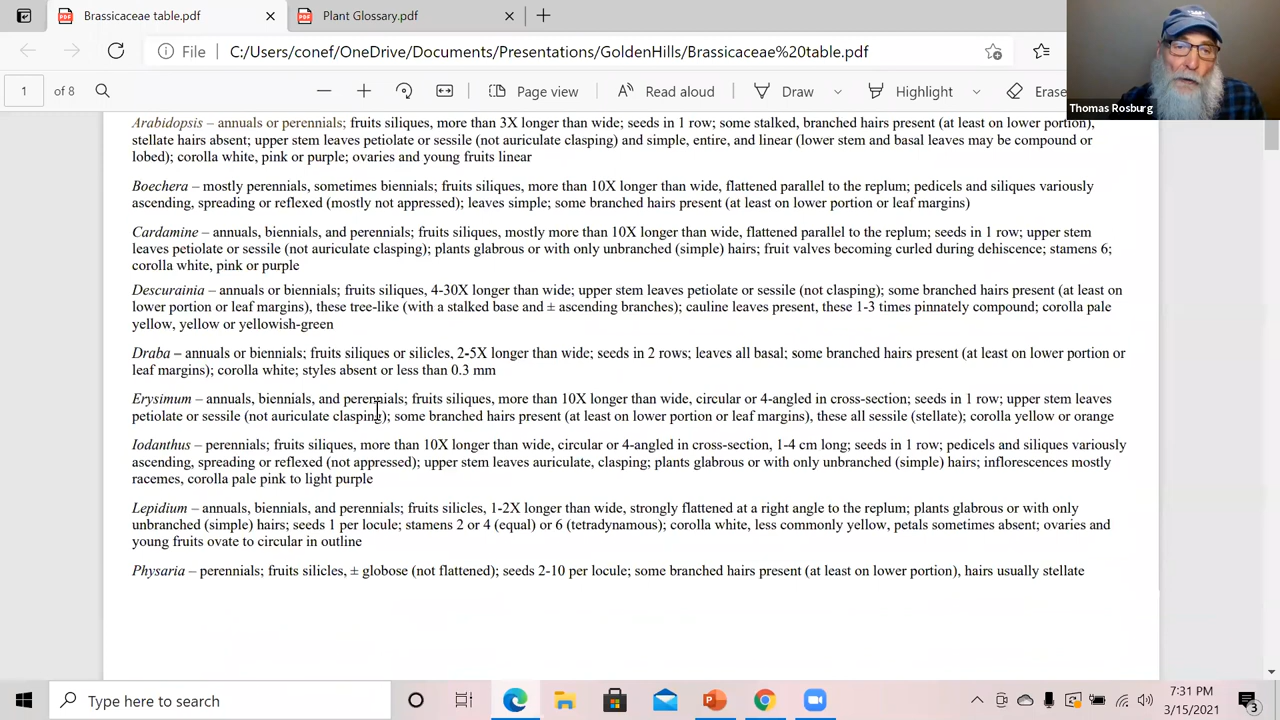 Brassicaceae table.pdf
Plant Glossary.pdf
File
C:/Users/conef/OneDrive/Documents/Presentations/GoldenHills/Brassicaceae%20table.pdf
1 of 8
Page view
Read aloud
Draw
Highlight
Erase
Thomas Rosburg
Arabidopsis – annuals or perennials; fruits siliques, more than 3X longer than wide; seeds in 1 row; some stalked, branched hairs present (at least on lower portion),
stellate hairs absent; upper stem leaves petiolate or sessile (not auriculate clasping) and simple, entire, and linear (lower stem and basal leaves may be compound or
lobed); corolla white, pink or purple; ovaries and young fruits linear
Boechera – mostly perennials, sometimes biennials; fruits siliques, more than 10X longer than wide, flattened parallel to the replum; pedicels and siliques variously
ascending, spreading or reflexed (mostly not appressed); leaves simple; some branched hairs present (at least on lower portion or leaf margins)
Cardamine – annuals, biennials, and perennials; fruits siliques, mostly more than 10X longer than wide, flattened parallel to the replum; seeds in 1 row; upper stem
leaves petiolate or sessile (not auriculate clasping); plants glabrous or with only unbranched (simple) hairs; fruit valves becoming curled during dehiscence; stamens 6;
corolla white, pink or purple
Descurainia – annuals or biennials; fruits siliques, 4-30X longer than wide; upper stem leaves petiolate or sessile (not clasping); some branched hairs present (at least on
lower portion or leaf margins), these tree-like (with a stalked base and ± ascending branches); cauline leaves present, these 1-3 times pinnately compound; corolla pale
yellow, yellow or yellowish-green
Draba – annuals or biennials; fruits siliques or silicles, 2-5X longer than wide; seeds in 2 rows; leaves all basal; some branched hairs present (at least on lower portion or
leaf margins); corolla white; styles absent or less than 0.3 mm
Erysimum – annuals, biennials, and perennials; fruits siliques, more than 10X longer than wide, circular or 4-angled in cross-section; seeds in 1 row; upper stem leaves
petiolate or sessile (not auriculate clasping); some branched hairs present (at least on lower portion or leaf margins), these all sessile (stellate); corolla yellow or orange
Iodanthus – perennials; fruits siliques, more than 10X longer than wide, circular or 4-angled in cross-section, 1-4 cm long; seeds in 1 row; pedicels and siliques variously
ascending, spreading or reflexed (not appressed); upper stem leaves auriculate, clasping; plants glabrous or with only unbranched (simple) hairs; inflorescences mostly
racemes, corolla pale pink to light purple
Lepidium – annuals, biennials, and perennials; fruits silicles, 1-2X longer than wide, strongly flattened at a right angle to the replum; plants glabrous or with only
unbranched (simple) hairs; seeds 1 per locule; stamens 2 or 4 (equal) or 6 (tetradynamous); corolla white, less commonly yellow, petals sometimes absent; ovaries and
young fruits ovate to circular in outline
Physaria – perennials; fruits silicles, ± globose (not flattened); seeds 2-10 per locule; some branched hairs present (at least on lower portion), hairs usually stellate
Type here to search
7:31 PM
3/15/2021
3